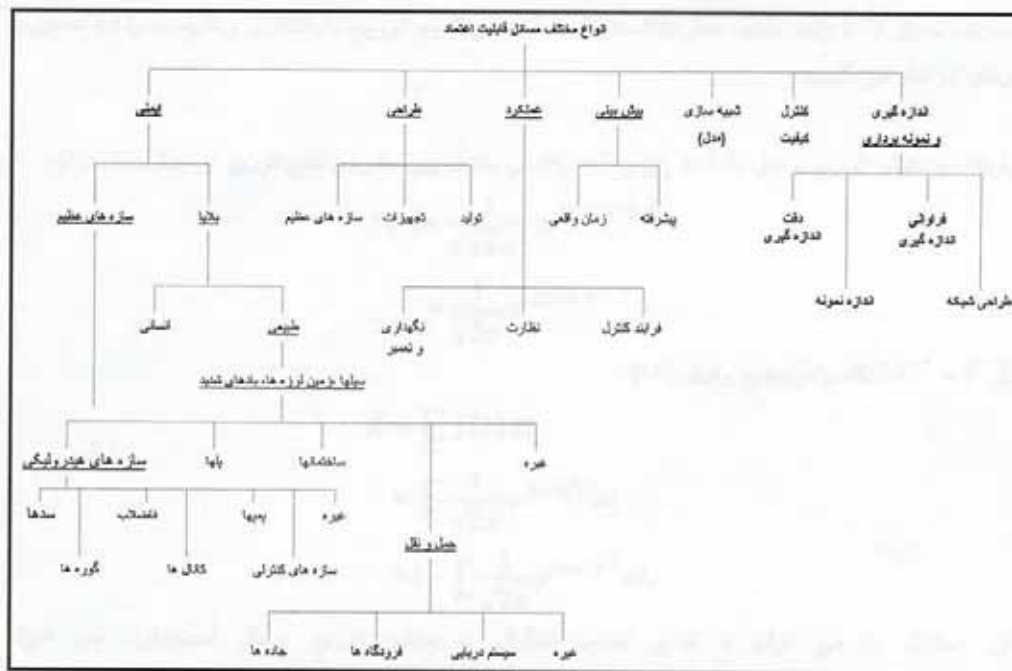 انواع مختلف مسائل قابلیت اعتماد
اندازه گیری
و نمونه برداری
کنترل
کیفیت
شبیه سازی
(مدل)
پیش بینی
عملکرد
طراحی
ایمنی
فراوانی
اندازه گیری
دقت
اندازه گیری
پیشرفته
زمان واقعی
تولید
تجهیزات
سازه های عظیم
بلایا
سازه های عظیم
طراحی شبکه
اندازه نمونه
فرایند کنترل
نظارت
نگهداری
و تعمیر
طبیعی
انسانی
سیلها، زمین لرزه ها، بادهای شدید
غیره
ساختمانها
پلها
سازه های هیدرولیکی
غیره
پمپها
فاضلاب
سدها
حمل و نقل
سازه های کنترلی
کانال ها
گوره ها
غیره
سیستم دریایی
فرودگاه ها
جاده ها